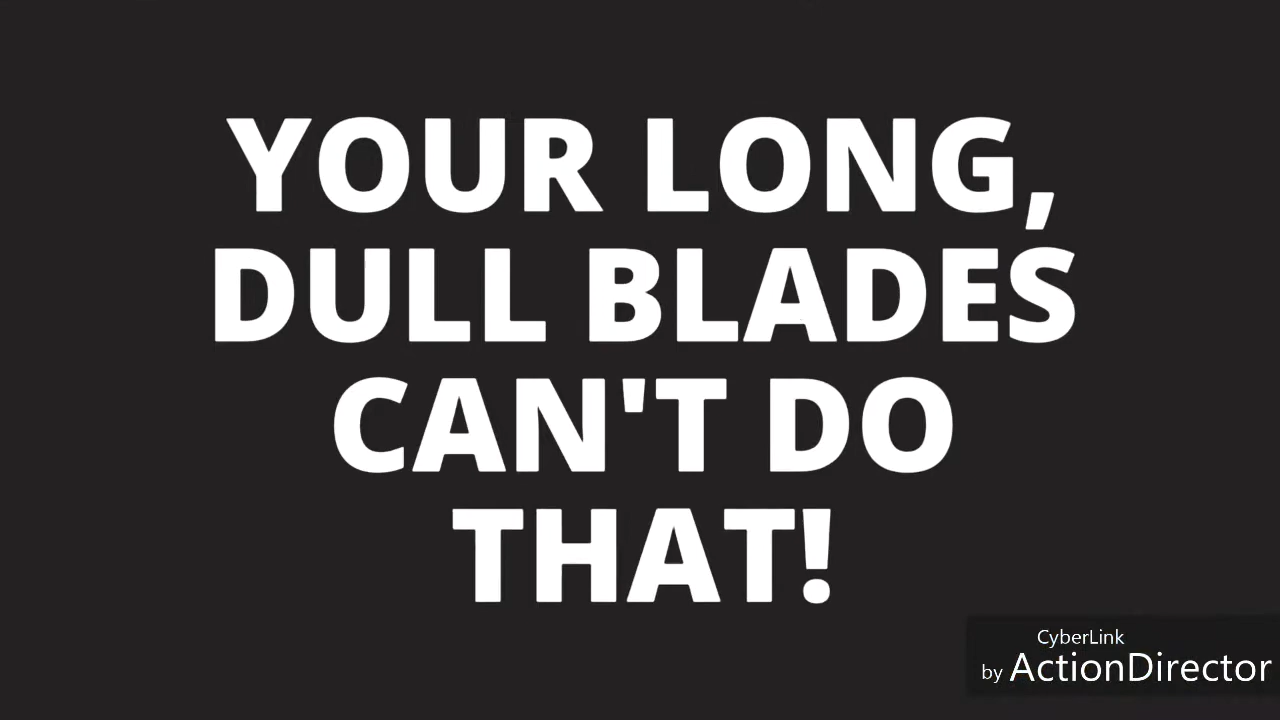 YOUR LONG,
DULL BLADES
CAN'T DO
THAT!
CyberLink
by ActionDirector